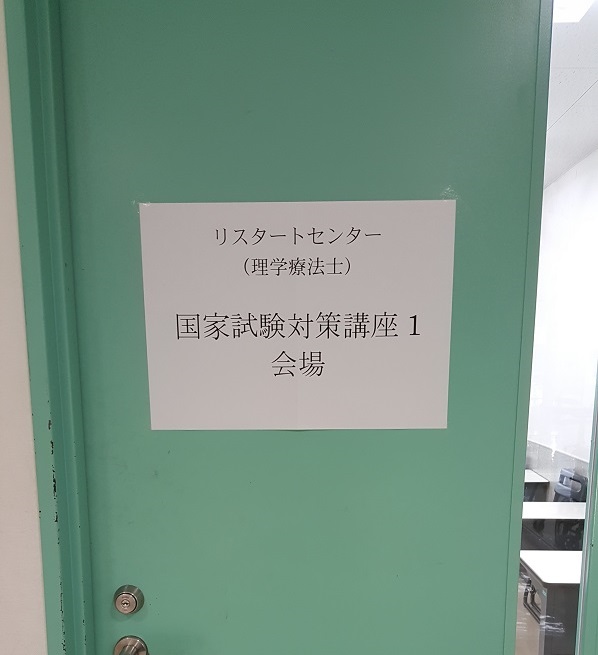 リスタートセンター
（理学療法士）
国家試験対策講座１
会場